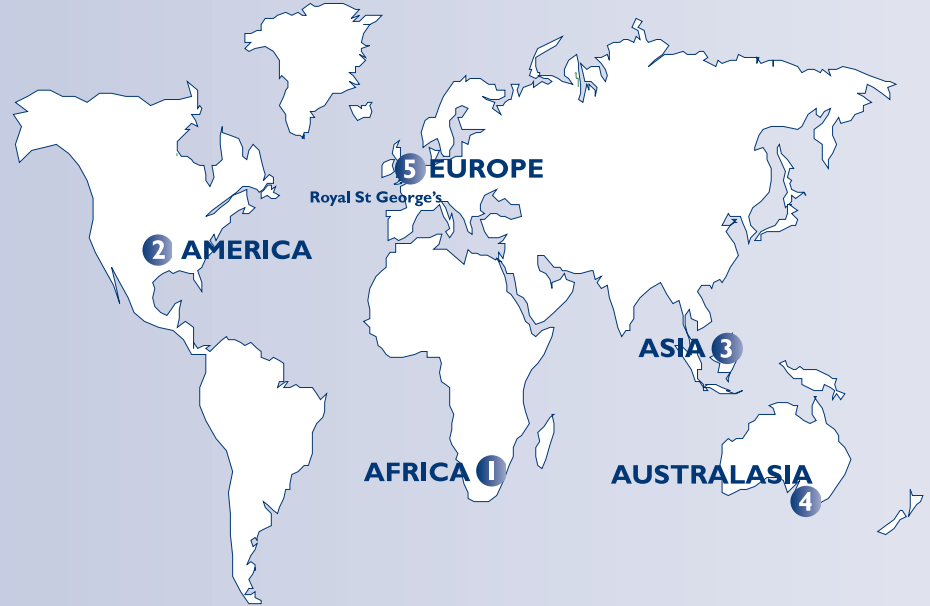 5 EUROPE
Royal St George's
2 AMERICA
ASIA 3
AFRICA 1
AUSTRALASIA
4